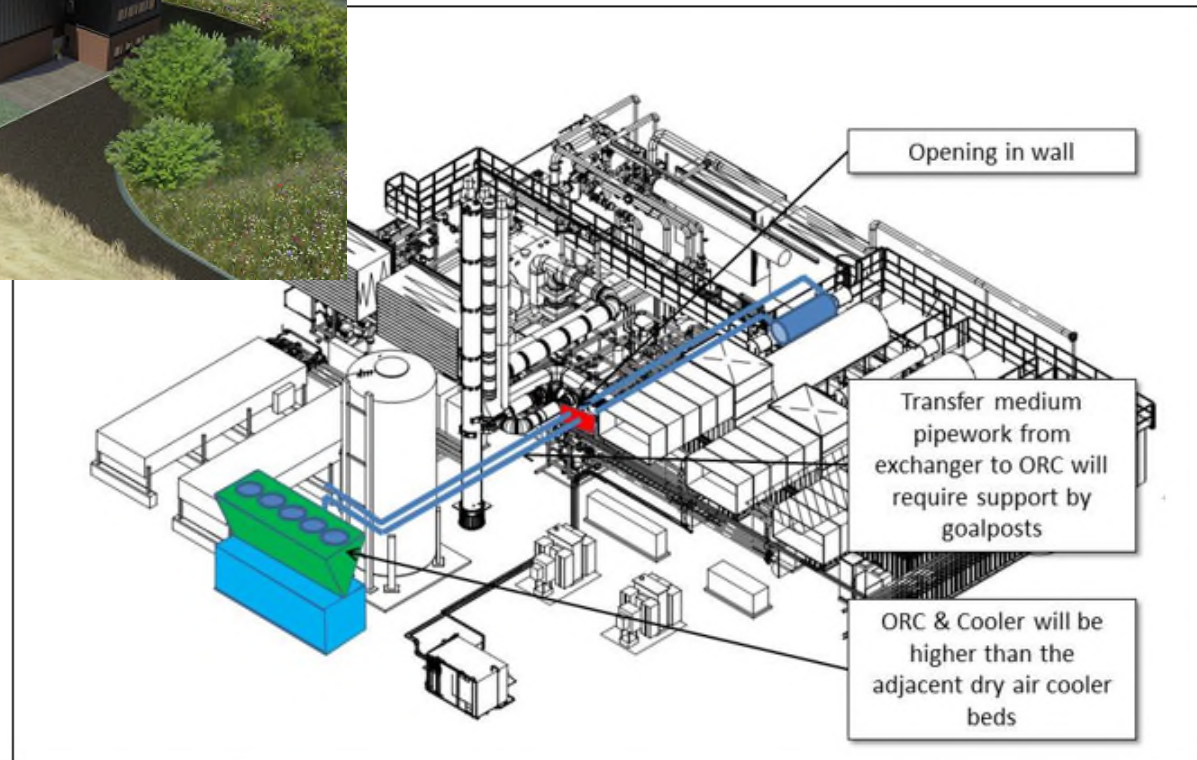 Opening in wall
Transfer medium
pipework from
exchanger to ORC will
require support by
goalposts
ORC & Cooler will be
higher than the
adjacent dry air cooler
beds